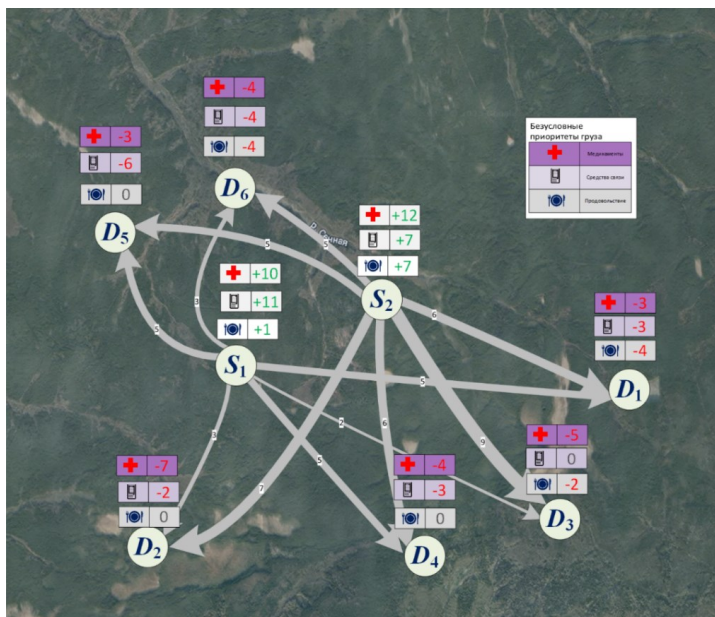 -4
-4
-4
-3
-6
0
D6
D5
р. Сучная
Безусловные
приоритеты груза
Медикаменты
Средства связи
Продовольствие
+12
+7
+7
S2
+10
+11
+1
S1
-3
-3
-4
D1
5
5
3
5
6
5
2
3
5
6
9
7
-7
-2
0
D2
-4
-3
0
D4
-5
0
-2
D3